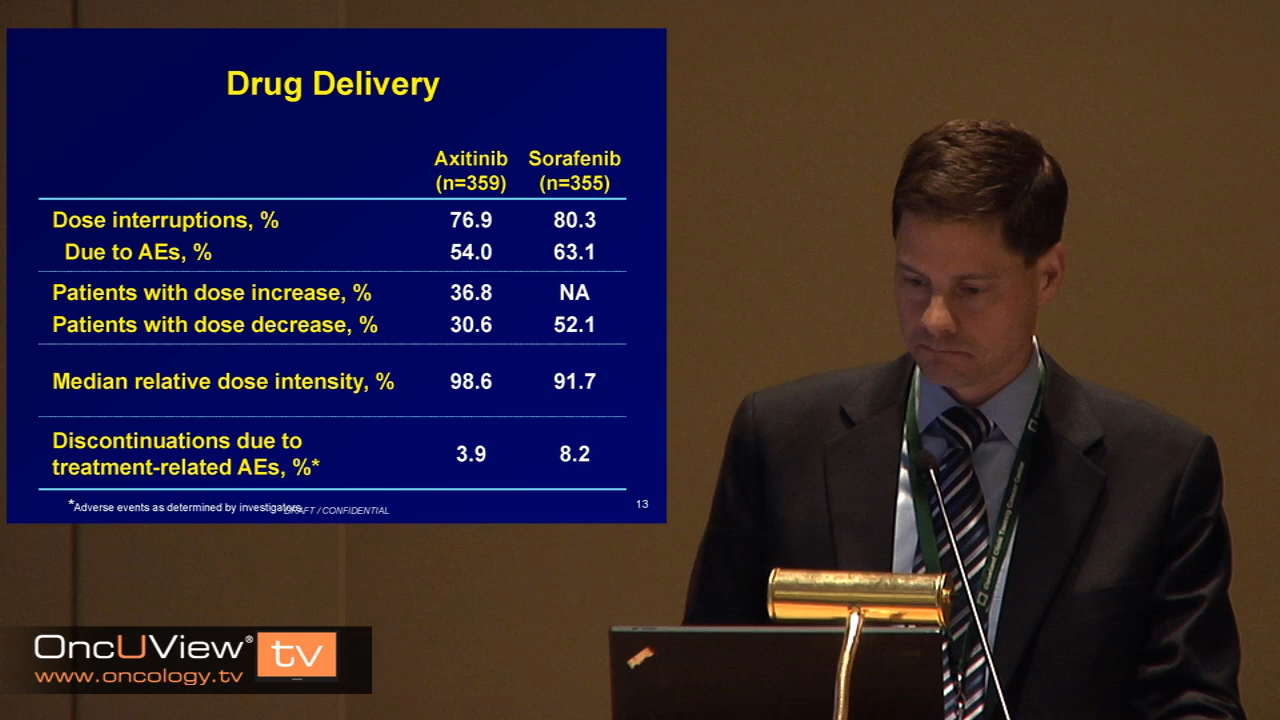 Drug Delivery
Axitinib Sorafenib
(n=359) (n=355)
Dose interruptions, % 76.9 80.3
Due to AEs, % 54.0 63.1
Patients with dose increase, % 36.8 NA
Patients with dose decrease, % 30.6 52.1
Median relative dose intensity, % 98.6 91.7
Discontinuations due to
treatment-related AEs, %* 3.9 8.2
*Adverse events as determined by investigators
DRAFT / CONFIDENTIAL
13
OncUView® tv
www.oncology.tv